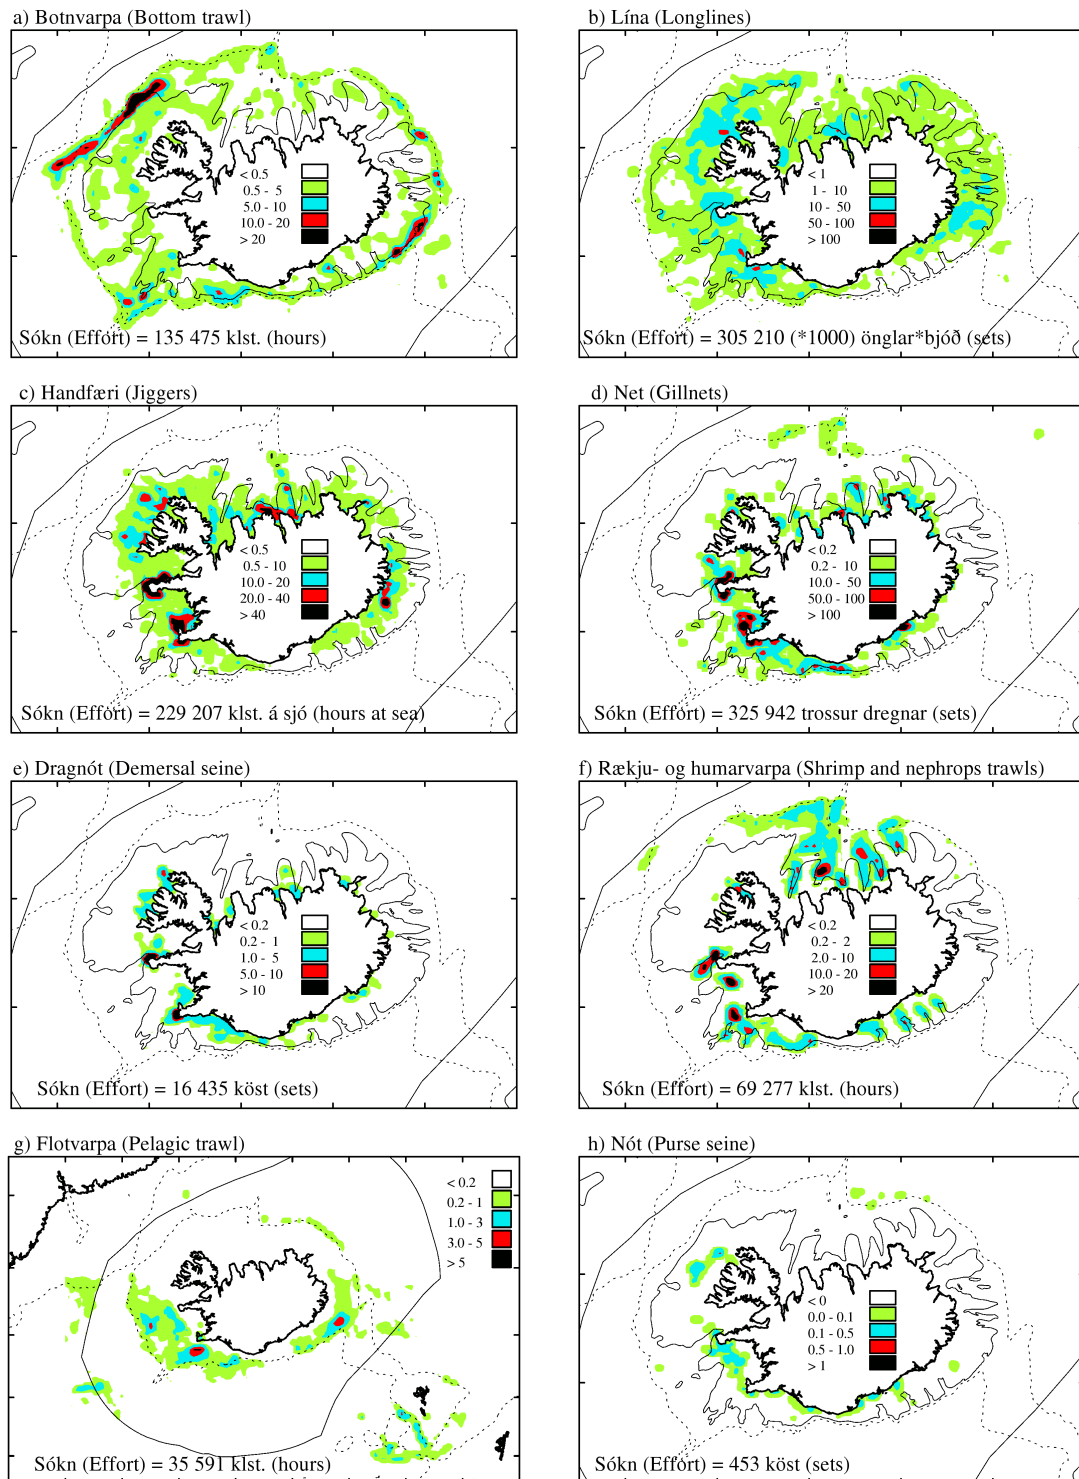 a) Botnvarpa (Bottom trawl)
< 0.5
0.5 - 5
5.0 - 10
10.0 - 20
> 20
Sókn (Effort) = 135 475 klst. (hours)
b) Lína (Longlines)
< 1
1 - 10
10 - 50
50 - 100
> 100
Sókn (Effort) = 305 210 (*1000) önglar*bjóð (sets)
c) Handfæri (Jiggers)
< 0.5
0.5 - 10
10.0 - 20
20.0 - 40
> 40
Sókn (Effort) = 229 207 klst. á sjó (hours at sea)
d) Net (Gillnets)
< 0.2
0.2 - 10
10.0 - 50
50.0 - 100
> 100
Sókn (Effort) = 325 942 trossur dregnar (sets)
e) Dragnót (Demersal seine)
< 0.2
0.2 - 1
1.0 - 5
5.0 - 10
> 10
Sókn (Effort) = 16 435 köst (sets)
f) Rækju- og humarvarpa (Shrimp and nephrops trawls)
< 0.2
0.2 - 2
2.0 - 10
10.0 - 20
> 20
Sókn (Effort) = 69 277 klst. (hours)
g) Flotvarpa (Pelagic trawl)
< 0.2
0.2 - 1
1.0 - 3
3.0 - 5
> 5
Sókn (Effort) = 35 591 klst. (hours)
h) Nót (Purse seine)
< 0
0.0 - 0.1
0.1 - 0.5
0.5 - 1.0
> 1
Sókn (Effort) = 453 köst (sets)